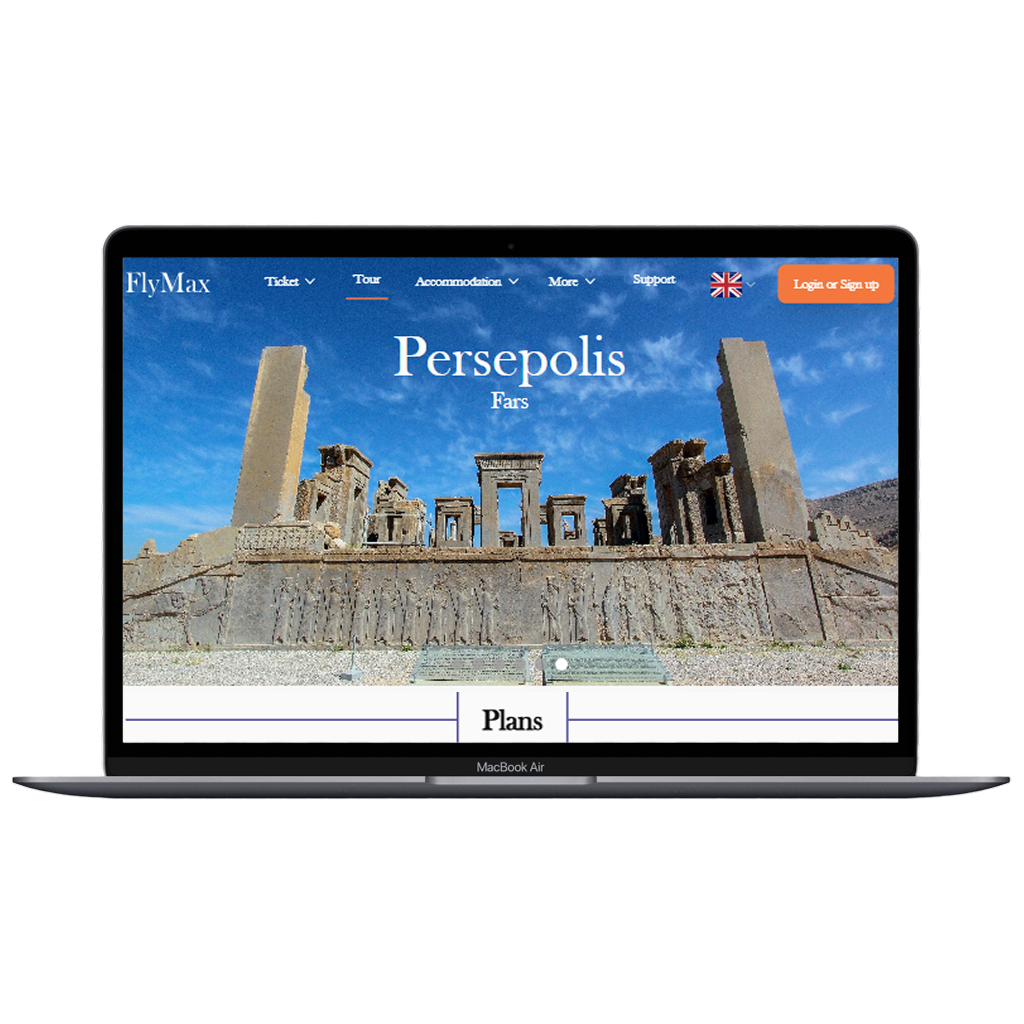 FlyMax
Ticket
Tour
Accommodation
More
Support
Login or Sign up
Persepolis
Fars
Plans
MacBook Air